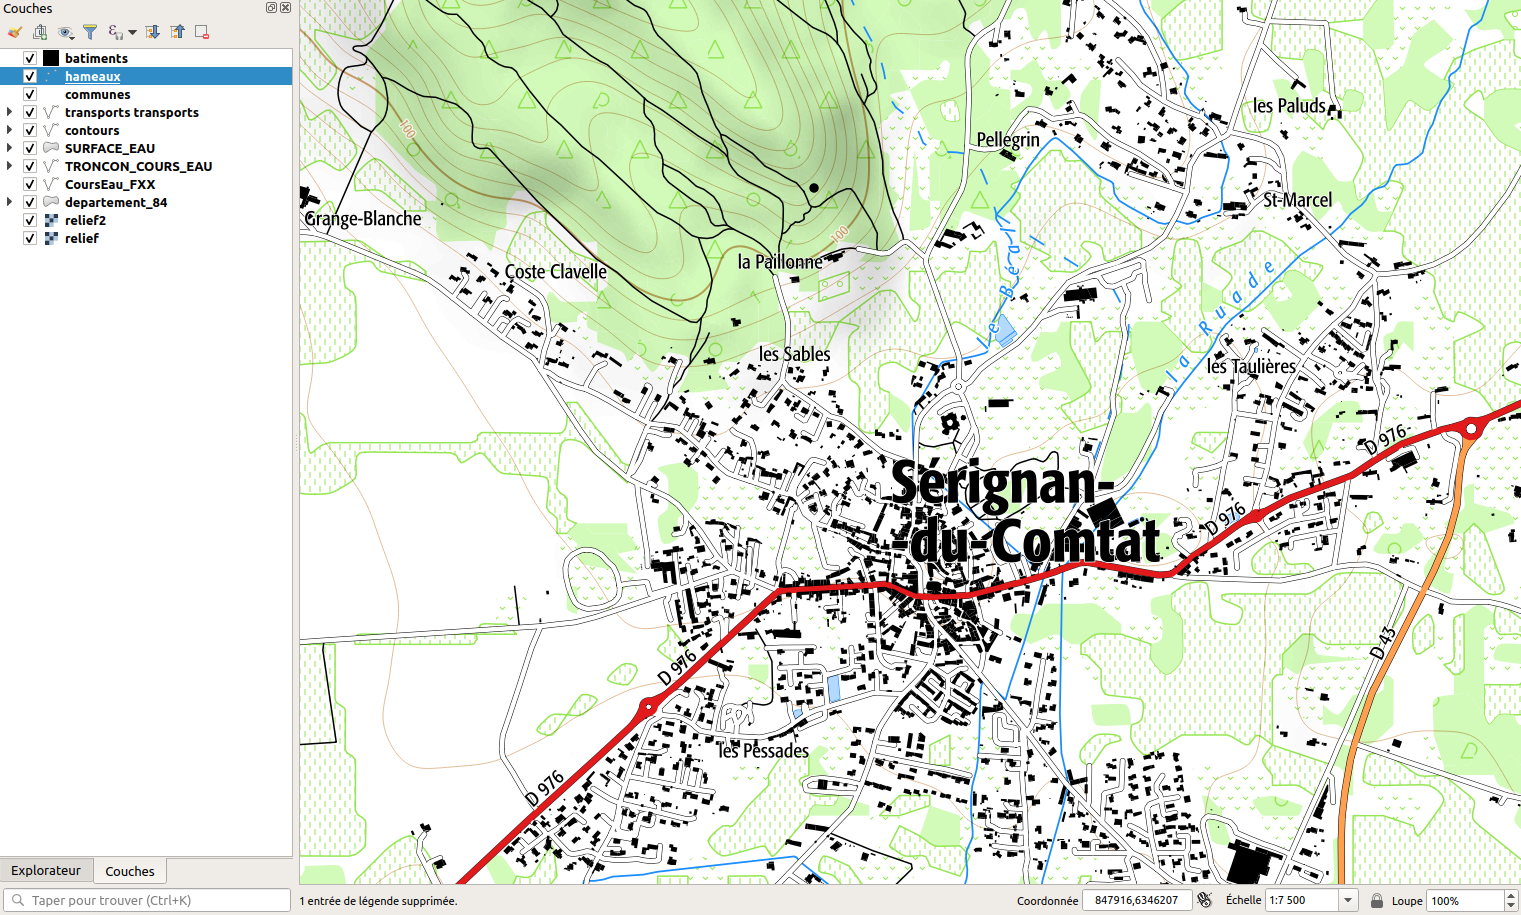 Couches
batiments
hameaux
communes
transports transports
contours
SURFACE_EAU
TRONCON_COURS_EAU
CoursEau_FXX
departement_84
relief2
relief
Explorateur
Couches
Taper pour trouver (Ctrl+K)
100
les Paluds
Pellegrin
St-Marcel
Grange-Blanche
100
la Paillonne
Coste Clavelle
le Béal
la Ruade
les Sables
les Taulières
D 976
Sérignan-
-du-Comtat
D 976
D 43
D 976
les Pessades
D 976
1 entrée de légende supprimée.
Coordonnée
847916,6346207
Échelle
1:7 500
Loupe
100%